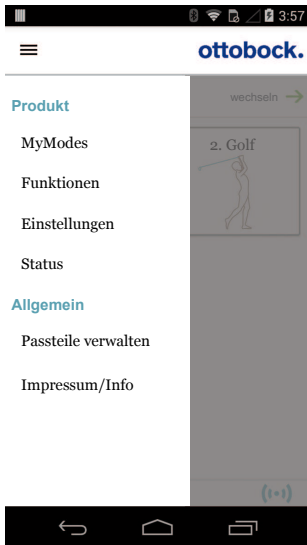 3:57
ottobock.
Produkt
wechseln
MyModes
2. Golf
Funktionen
Einstellungen
Status
Allgemein
Passteile verwalten
Impressum/Info